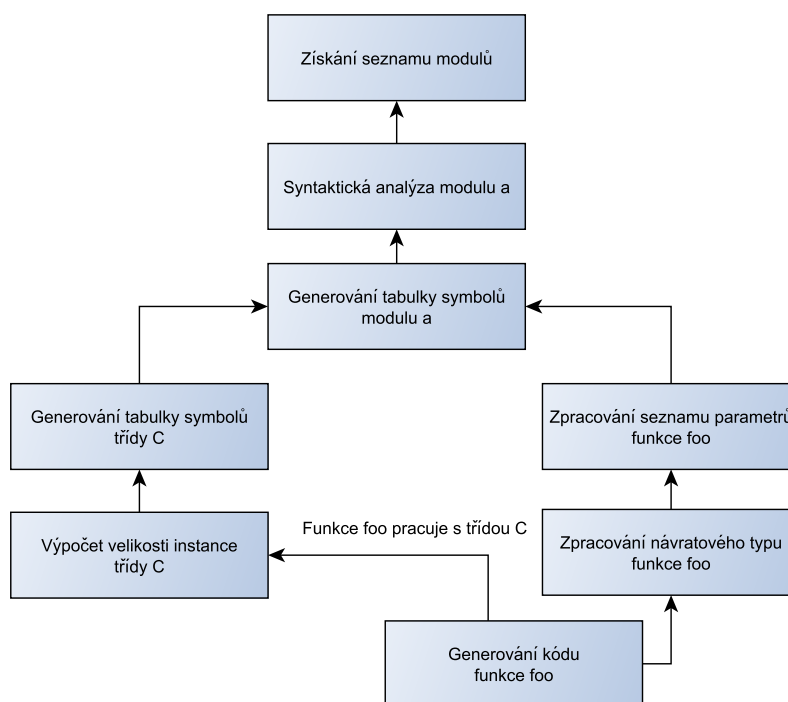 Získání seznamu modulů
Syntaktická analýza modulu a
Generování tabulky symbolů
modulu a
Generování tabulky symbolů
třídy C
Zpracování seznamu parametrů
funkce foo
Výpočet velikosti instance
třídy C
Funkce foo pracuje s třídou C
Zpracování návratového typu
funkce foo
Generování kódu
funkce foo